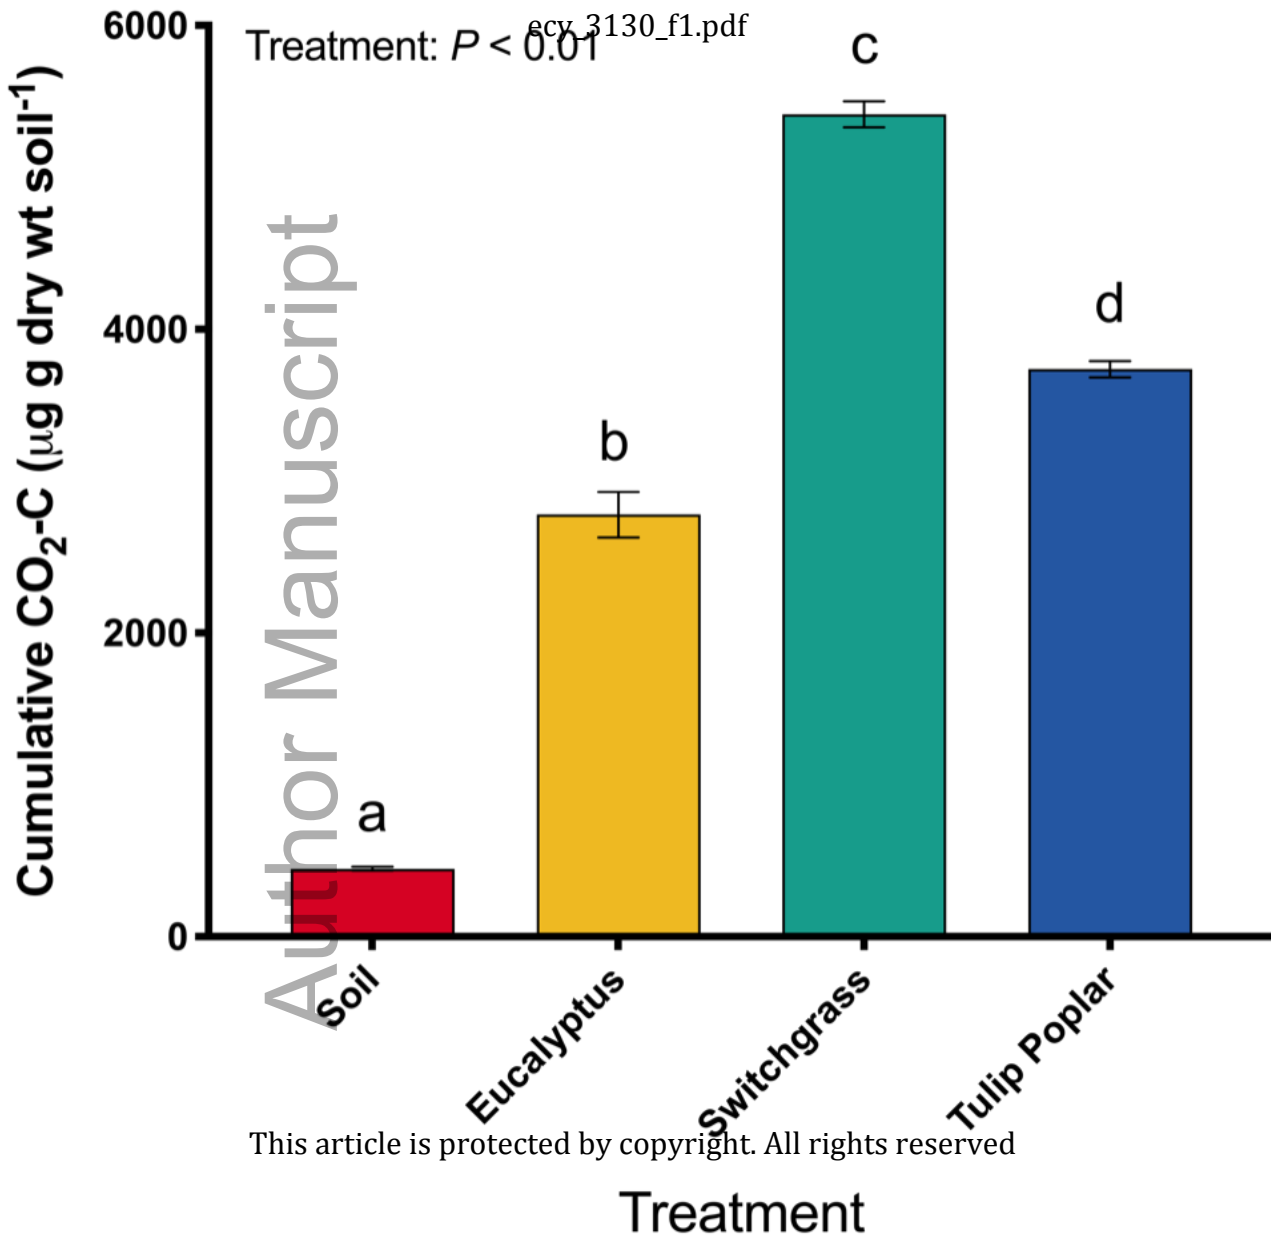 ecy_3130_f1.pdf
Treatment: P < 0.01
Cumulative CO₂-C (μg g dry wt soil⁻¹)
6000
4000
2000
0
a
b
c
d
Soil
Eucalyptus
Switchgrass
Tulip Poplar
Author Manuscript
This article is protected by copyright. All rights reserved
Treatment